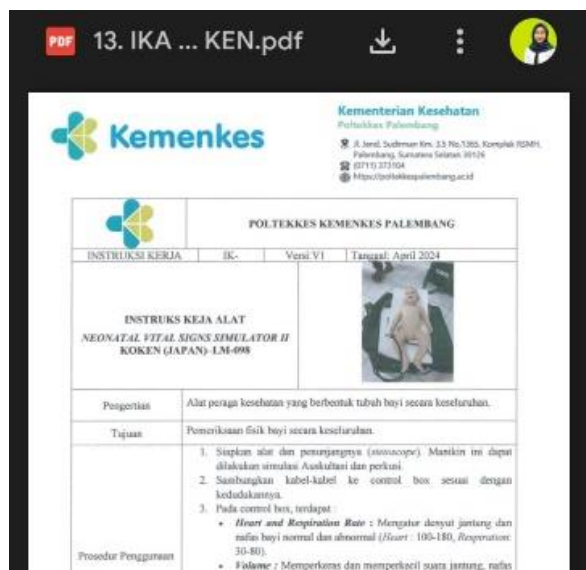 PDF 13. IKA ... KEN.pdf
Kemenkes
Kementerian Kesehatan
Poltekkes Palembang
Jl. Jend. Sudirman Km. 3.5 No.1365, Komplek RSMH,
Palembang, Sumatera Selatan 30126
(0711) 373104
https://poltekkespalembang.ac.id
POLTEKKES KEMENKES PALEMBANG
INSTRUKSI KERJA IK- Versi:V1 Tanggal: April 2024
INSTRUKS KEJA ALAT
NEONATAL VITAL SIGNS SIMULATOR II
KOKEN (JAPAN)-LM-098
Pengertian Alat peraga kesehatan yang berbentuk tubuh bayi secara keseluruhan.
Tujuan Pemeriksaan fisik bayi secara keseluruhan.
1. Siapkan alat dan penunjangnya (stetoscope). Manikin ini dapat
dilakukan simulasi Auskultasi dan perkusi
2. Sambungkan kabel-kabel ke control box sesuai dengan
kedudukannya.
3. Pada control box, terdapat :
• Heart and Respiration Rate : Mengatur denyut jantung dan
nafas bayi normal dan abnormal (Heart : 100-180, Respiration:
30-80).
Prosedur Penggunaan
• Volume : Memperkeras dan memperkecil suara jantung, nafas